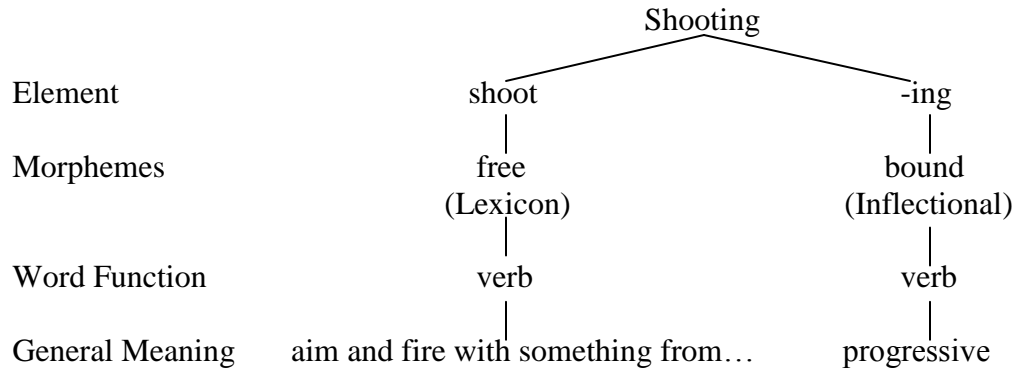 Shooting
Element shoot -ing
Morphemes free bound
(Lexicon) (Inflectional)
Word Function verb verb
General Meaning aim and fire with something from… progressive